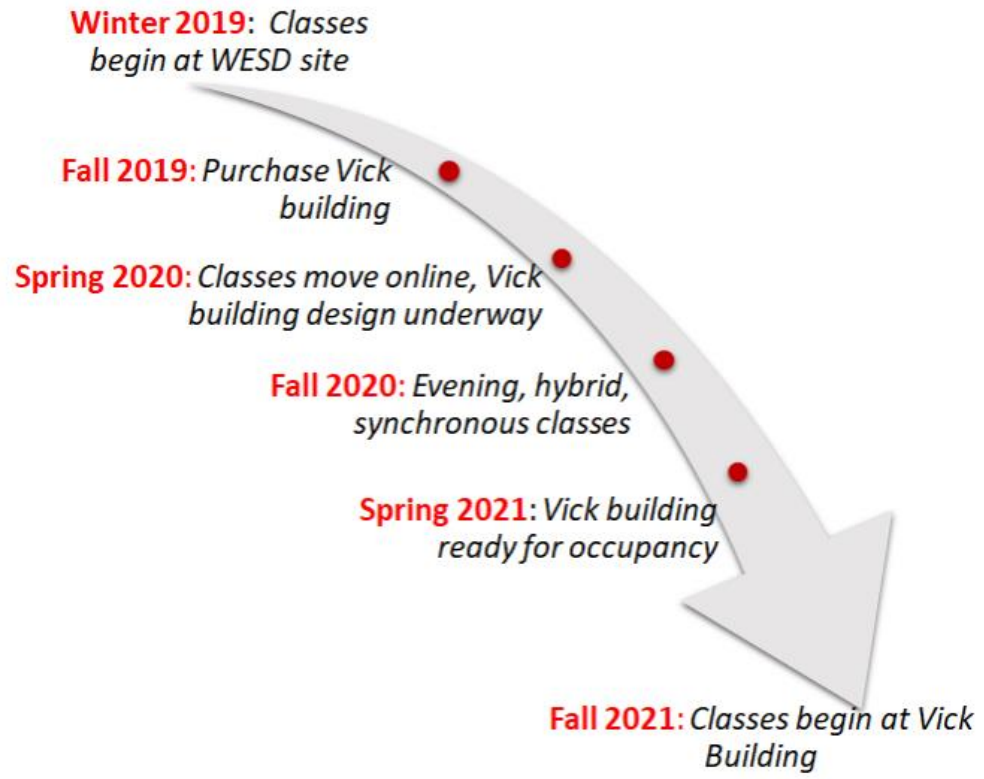 Winter 2019: Classes
begin at WESD site
Fall 2019: Purchase Vick
building
Spring 2020: Classes move online, Vick
building design underway
Fall 2020: Evening, hybrid,
synchronous classes
Spring 2021: Vick building
ready for occupancy
Fall 2021: Classes begin at Vick
Building